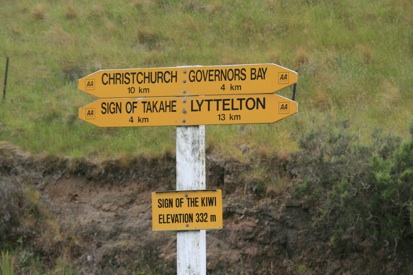 AA CHRISTCHURCH GOVERNORS BAY AA
10 km 4 km
AA SIGN OF TAKAHE LYTTELTON AA
4 km 13 km
SIGN OF THE KIWI
ELEVATION 332 m